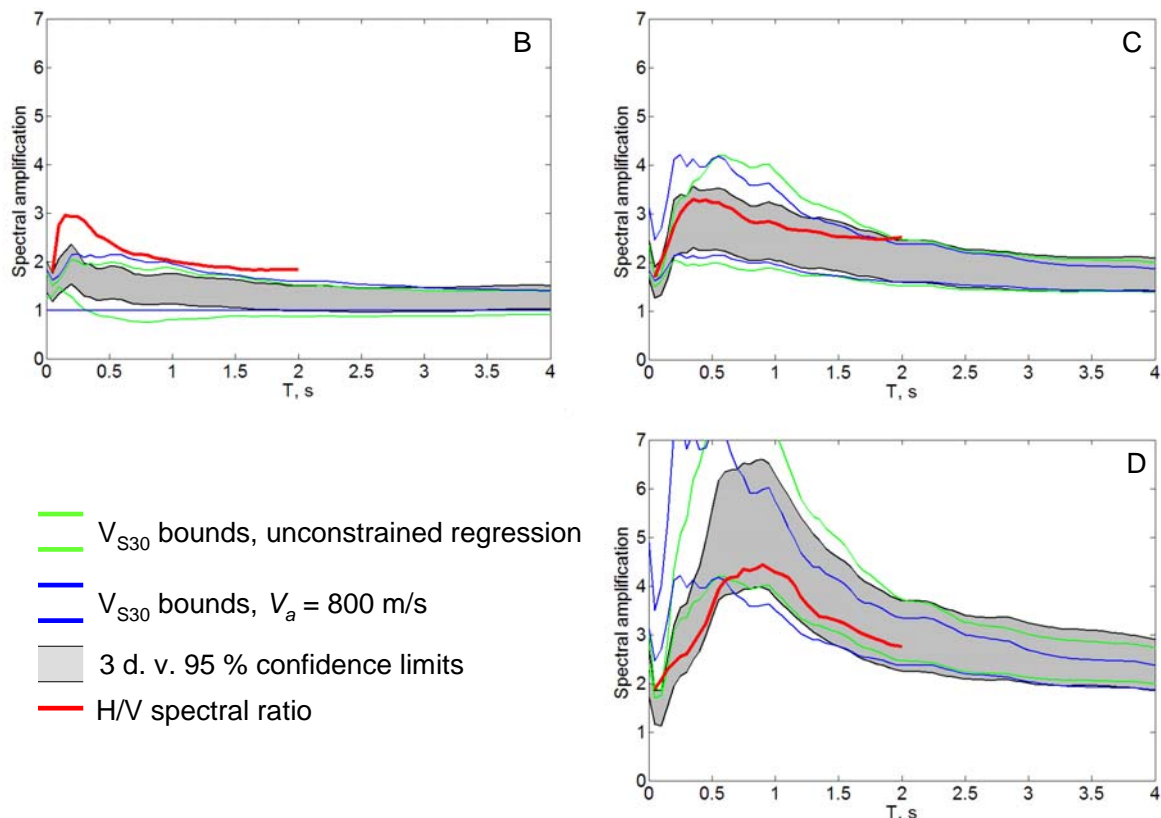 7
6
5
4
3
2
1
0
Spectral amplification
B
0 0.5 1 1.5 2 2.5 3 3.5 4
T, s
7
6
5
4
3
2
1
0
Spectral amplification
C
0 0.5 1 1.5 2 2.5 3 3.5 4
T, s
V_S30 bounds, unconstrained regression
V_S30 bounds, V_a = 800 m/s
3 d. v. 95 % confidence limits
H/V spectral ratio
7
6
5
4
3
2
1
0
Spectral amplification
D
0 0.5 1 1.5 2 2.5 3 3.5 4
T, s